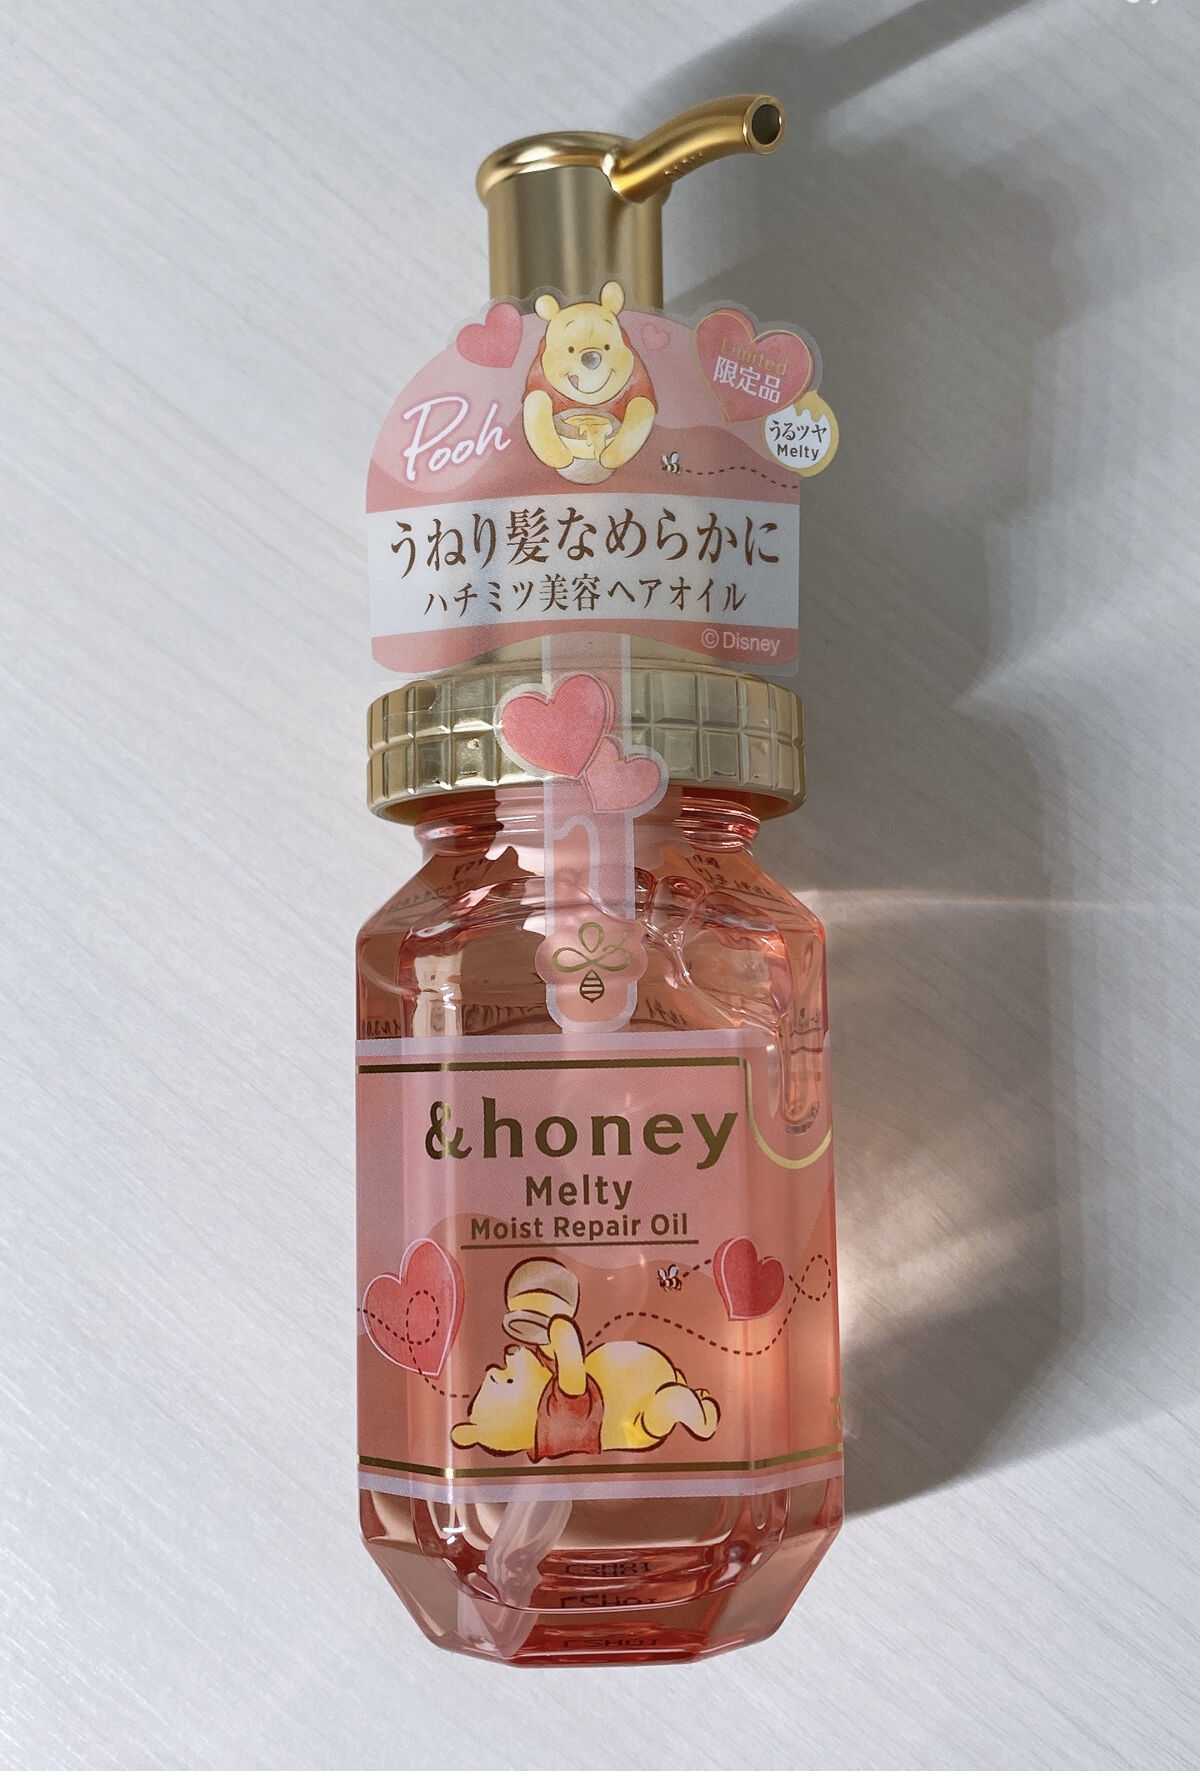 Limited
限定品
Pooh
うるツヤ
Melty
うねり髪なめらかに
ハチミツ美容ヘアオイル
©Disney
&honey
Melty
Moist Repair Oil